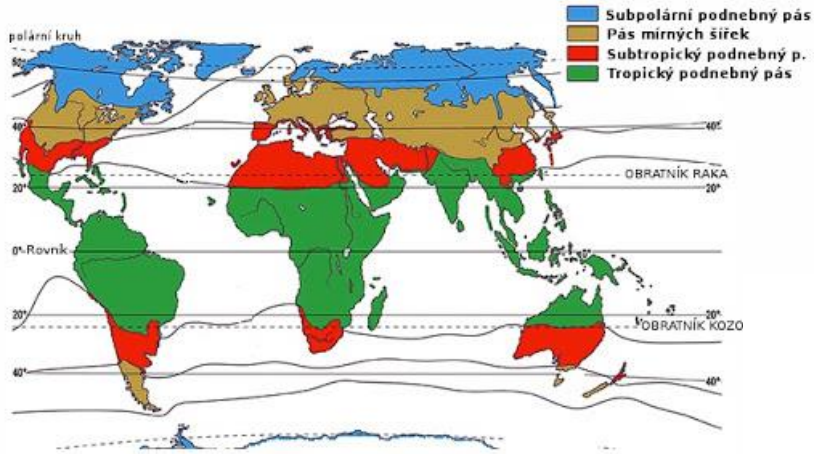 Subpolární podnebný pás
Pás mírných šířek
Subtropický podnebný p.
Tropický podnebný pás
polární kruh
40°
40°
OBRATNÍK RAKA
20°
20°
0°
Rovník
20°
20°
OBRATNÍK KOZO
40°
40°